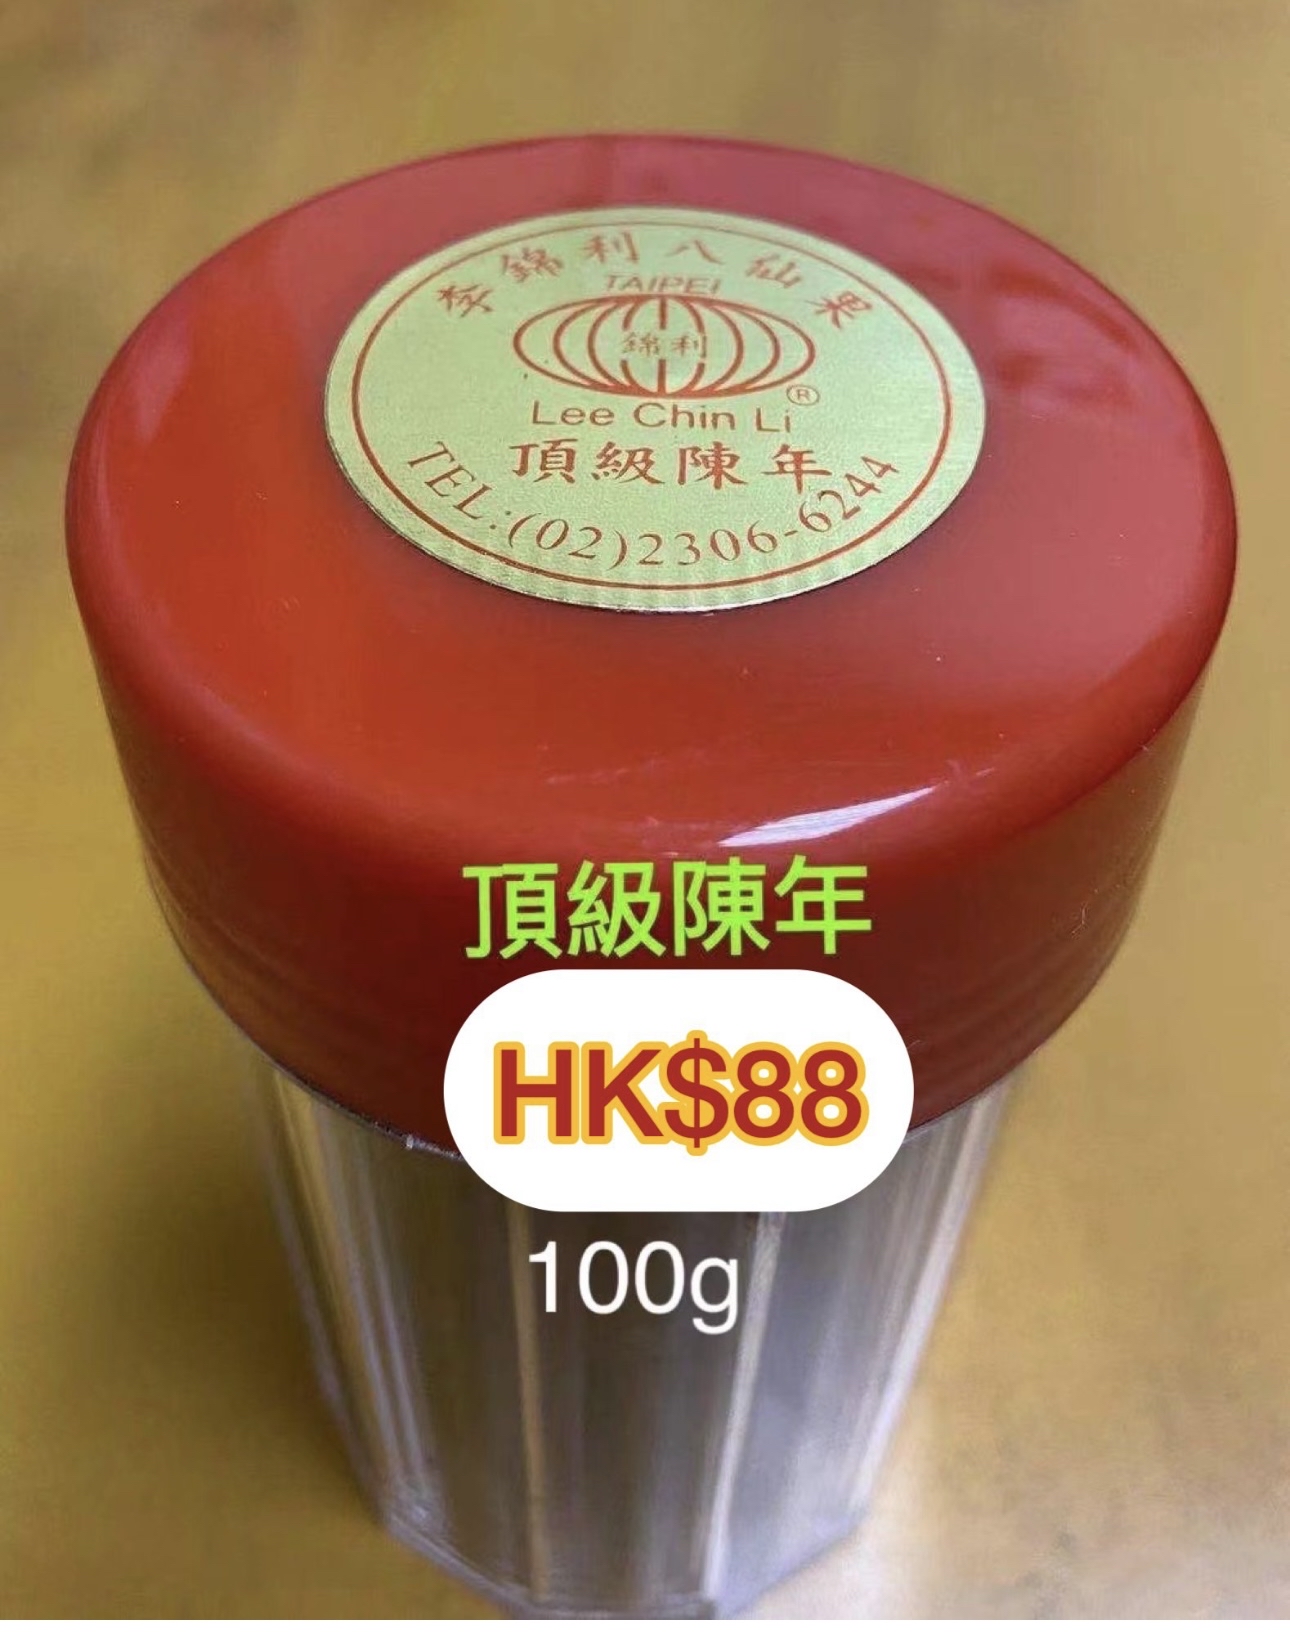 李錦利八仙果
TAIPEI
錦利
Lee Chin Li®
頂級陳年
TEL:(02)2306-6244
頂級陳年
HK$88
100g